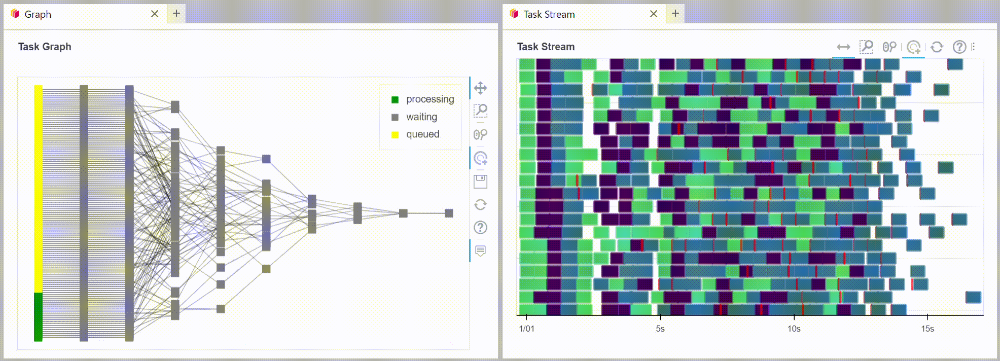 Graph
Task Graph
processing
waiting
queued
Task Stream
Task Stream
1/01
5s
10s
15s